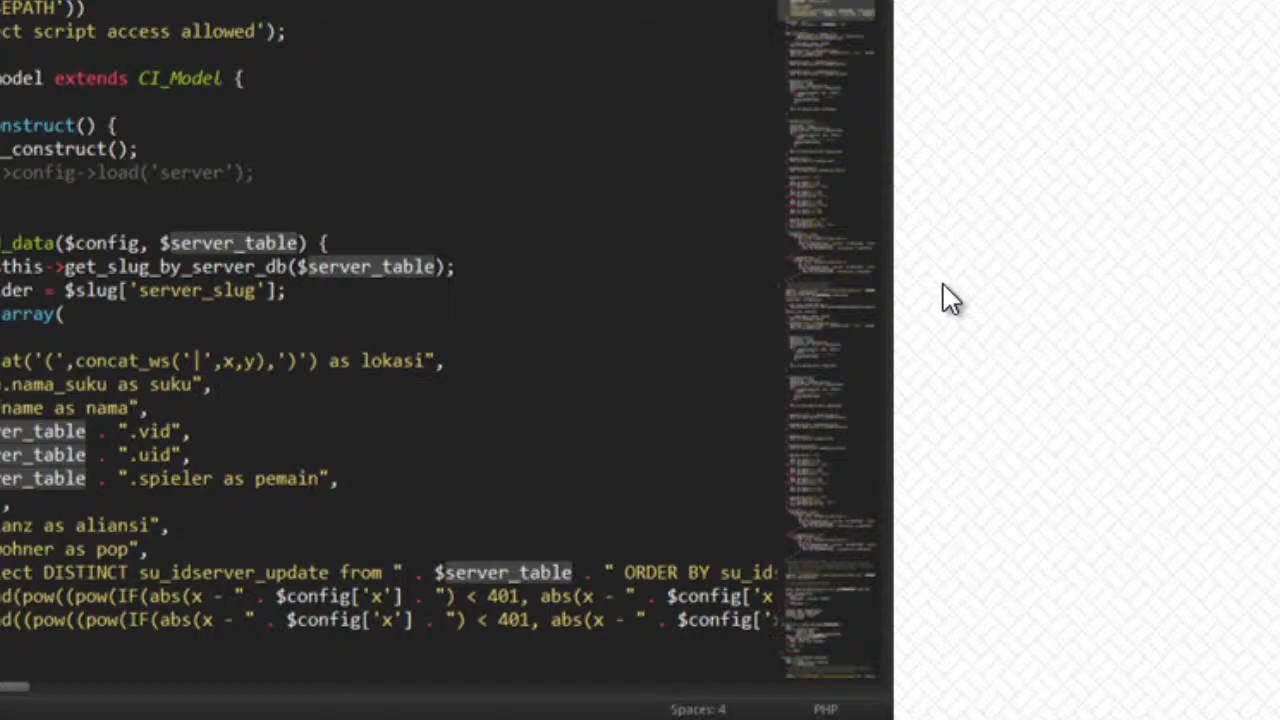 EPATH'))
ct script access allowed');
odel extends CI_Model {
nstruct() {
_construct();
>config->load('server');
_data($config, $server_table) {
this->get_slug_by_server_db($server_table);
der = $slug['server_slug'];
array(
at('(',concat_ws('|',x,y),')') as lokasi",
.nama_suku as suku",
name as nama",
er_table . ".vid",
er_table . ".uid",
er_table . ".spieler as pemain",
,
anz as aliansi",
ohner as pop",
ect DISTINCT su_idserver_update from " . $server_table . " ORDER BY su_id
d(pow((pow(IF(abs(x - " . $config['x'] . ") < 401, abs(x - " . $config['x
d((pow((pow(IF(abs(x - " . $config['x'] . ") < 401, abs(x - " . $config['
Spaces: 4 PHP